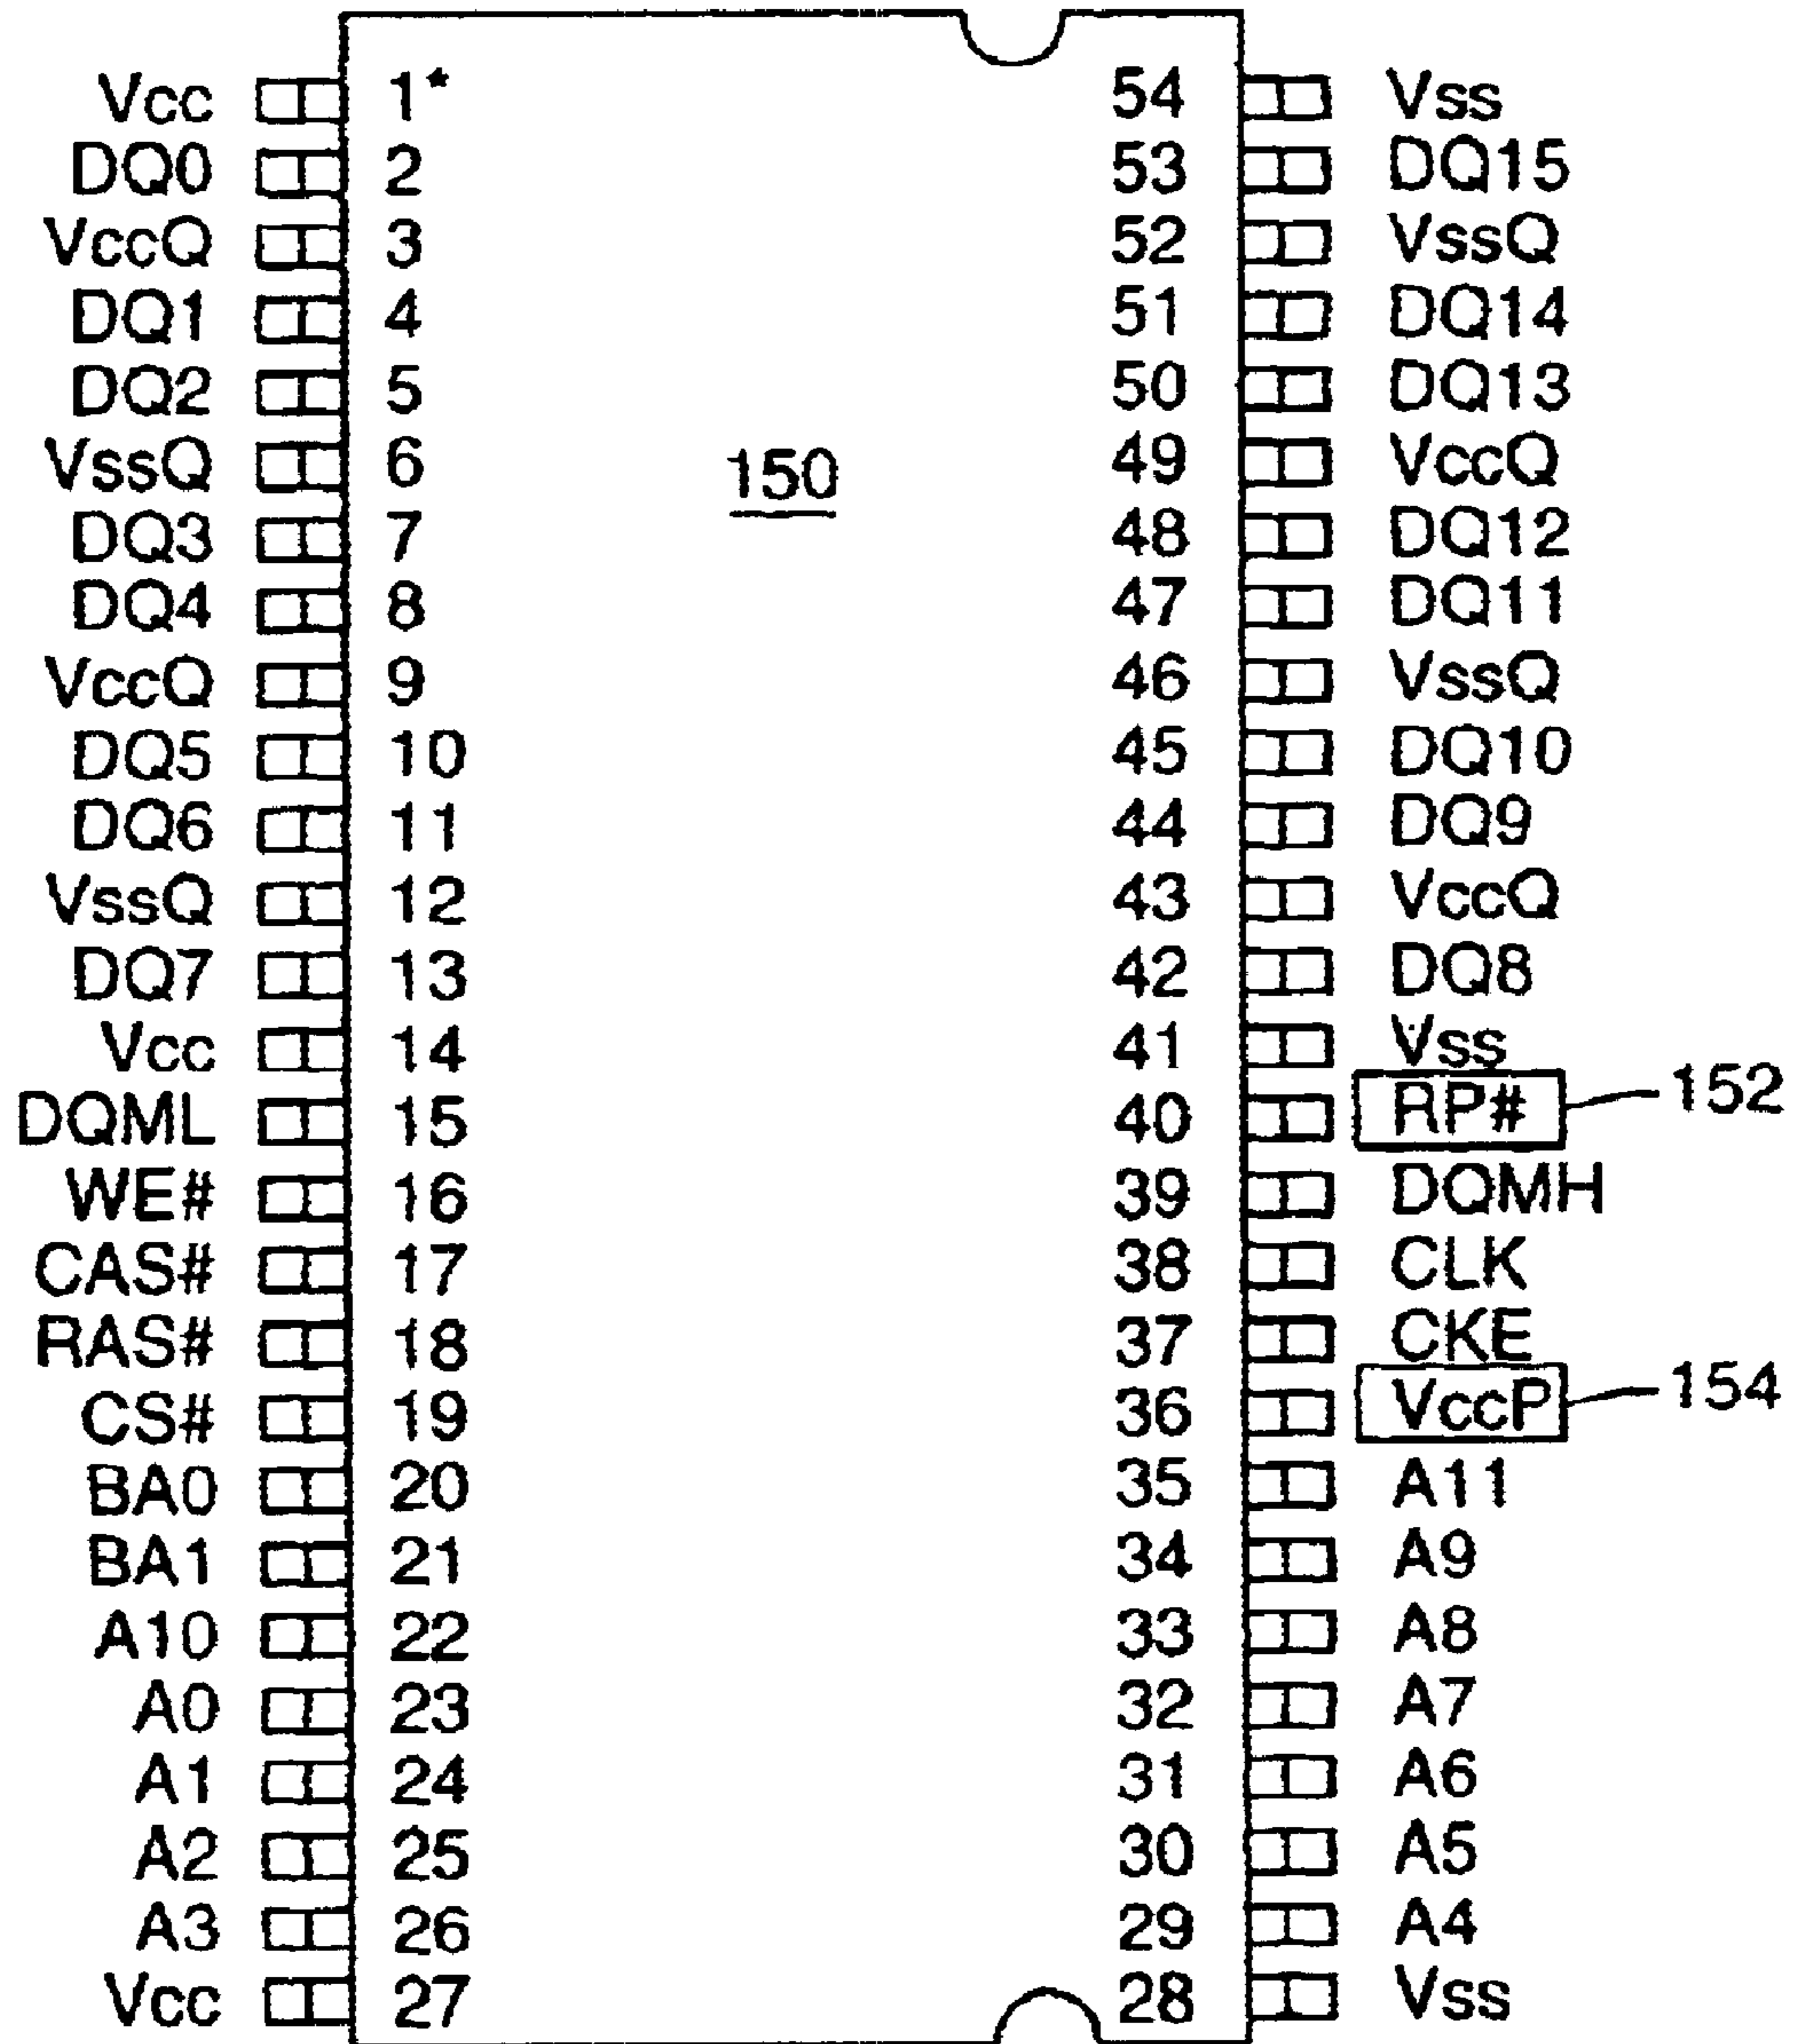 Vcc 1* 54 Vss
DQ0 2 53 DQ15
VccQ 3 52 VssQ
DQ1 4 51 DQ14
DQ2 5 50 DQ13
VssQ 6 49 VccQ
150
DQ3 7 48 DQ12
DQ4 8 47 DQ11
VccQ 9 46 VssQ
DQ5 10 45 DQ10
DQ6 11 44 DQ9
VssQ 12 43 VccQ
DQ7 13 42 DQ8
Vcc 14 41 Vss
DQML 15 40 RP# 152
WE# 16 39 DQMH
CAS# 17 38 CLK
RAS# 18 37 CKE
CS# 19 36 VccP 154
BA0 20 35 A11
BA1 21 34 A9
A10 22 33 A8
A0 23 32 A7
A1 24 31 A6
A2 25 30 A5
A3 26 29 A4
Vcc 27 28 Vss